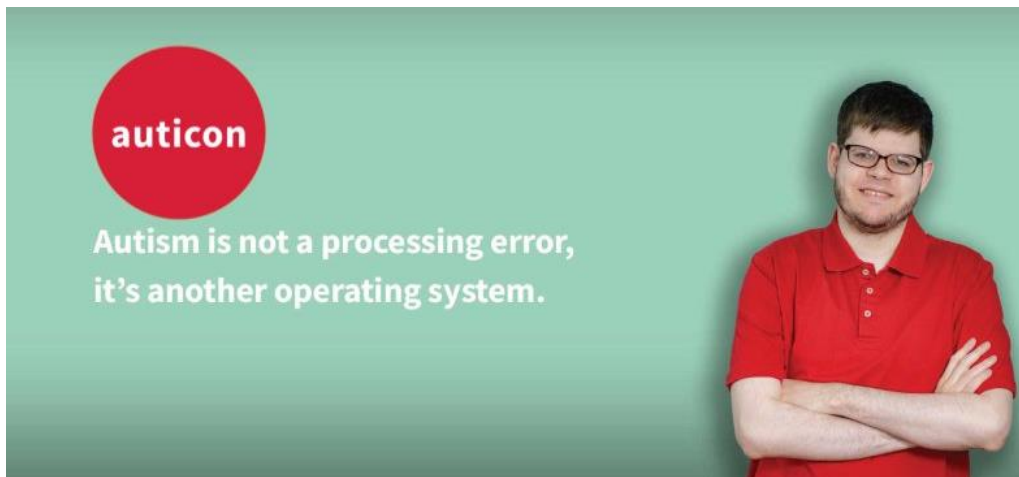 auticon
Autism is not a processing error,
it’s another operating system.